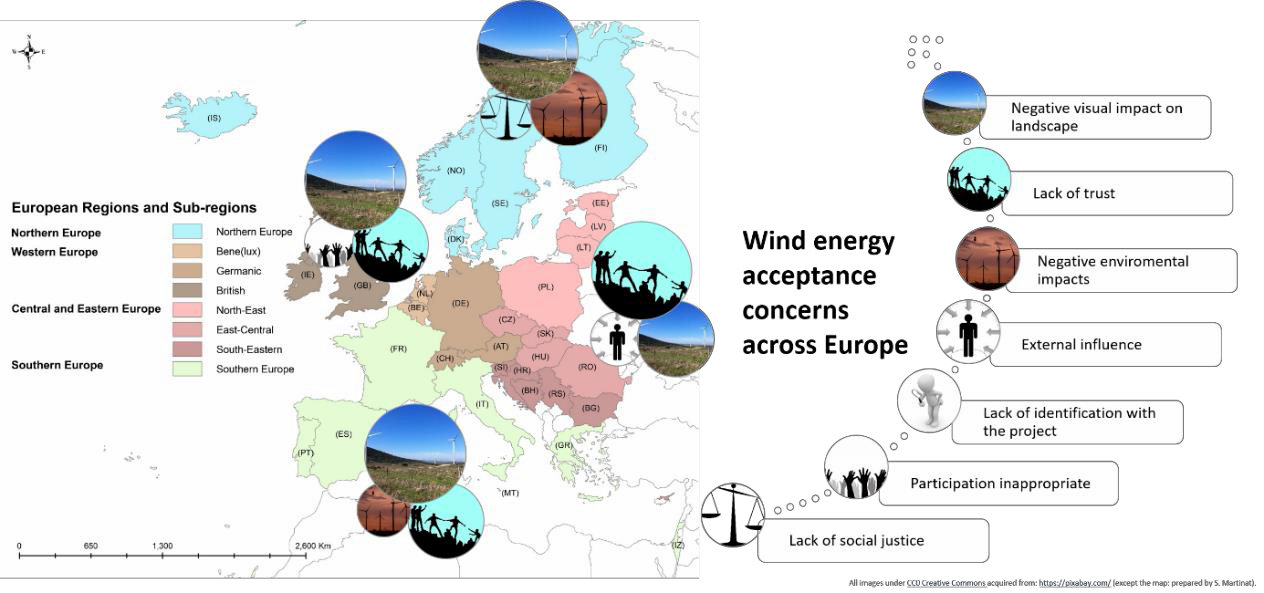 N
W E
S
(IS)
(NO)
(SE)
(FI)
(DK)
(EE)
(LV)
(LT)
(IE)
(GB)
(NL)
(BE)
(DE)
(PL)
(CZ)
(SK)
(FR)
(CH)
(AT)
(HU)
(RO)
(SI)
(HR)
(BH)
(RS)
(BG)
(IT)
(ES)
(PT)
(GR)
(MT)
(IZ)
European Regions and Sub-regions
Northern Europe Northern Europe
Western Europe Bene(lux)
Germanic
British
Central and Eastern Europe North-East
East-Central
South-Eastern
Southern Europe Southern Europe
0 650 1,300 2,600 Km
Wind energy
acceptance
concerns
across Europe
Negative visual impact on
landscape
Lack of trust
Negative enviromental
impacts
External influence
Lack of identification with
the project
Participation inappropriate
Lack of social justice
All images under CC0 Creative Commons acquired from: https://pixabay.com/ (except the map: prepared by S. Martinat).